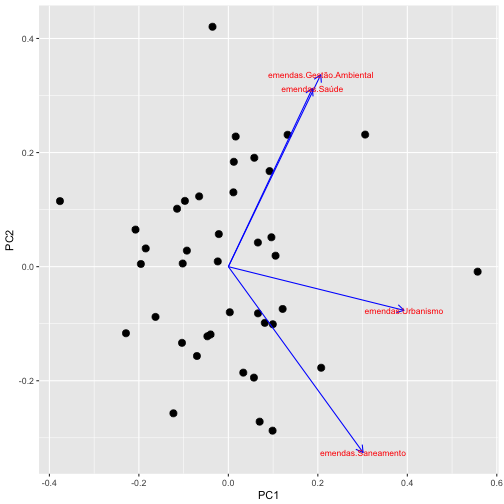 0.4
0.2
0.0
-0.2
PC2
emendas.Gestão.Ambiental
emendas.Saúde
emendas.Urbanismo
emendas.Saneamento
-0.4 -0.2 0.0 0.2 0.4 0.6
PC1